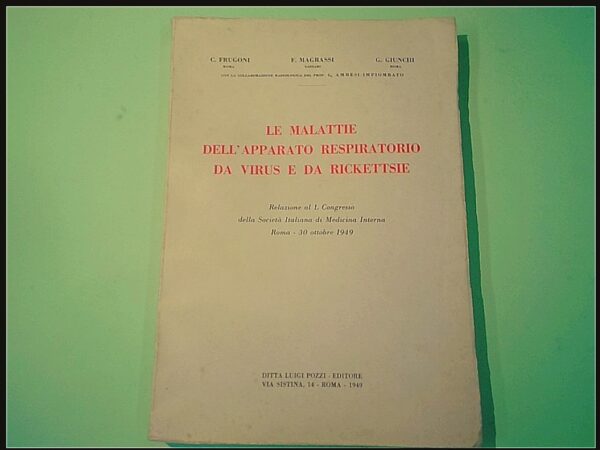 C. FRUGONI F. MAGRASSI G. GIUNCHI
ROMA SASSARI ROMA
CON LA COLLABORAZIONE RADIOLOGICA DEL PROF. G. AMBESI-IMPIOMBATO
LE MALATTIE
DELL'APPARATO RESPIRATORIO
DA VIRUS E DA RICKETTSIE
Relazione al L Congresso
della Società Italiana di Medicina Interna
Roma - 30 ottobre 1949
DITTA LUIGI POZZI - EDITORE
VIA SISTINA, 14 - ROMA - 1949